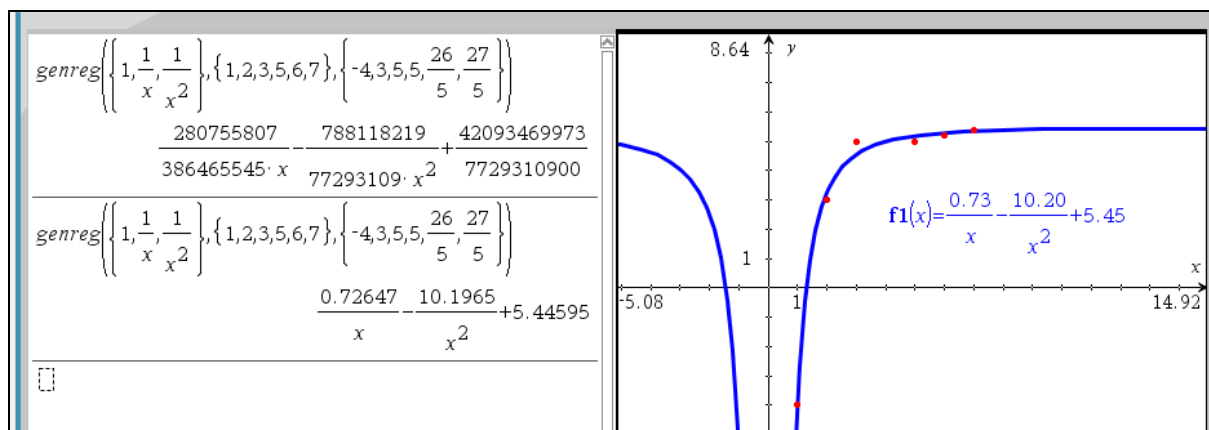 genreg({1,1/x,1/x^2},{1,2,3,5,6,7},{-4,3,5,5,26/5,27/5})
280755807/(386465545·x)-788118219/(77293109·x^2)+42093469973/7729310900
genreg({1,1/x,1/x^2},{1,2,3,5,6,7},{-4,3,5,5,26/5,27/5})
0.72647/x-10.1965/x^2+5.44595
8.64 y
f1(x)=0.73/x-10.20/x^2+5.45
1
x
-5.08 1 14.92